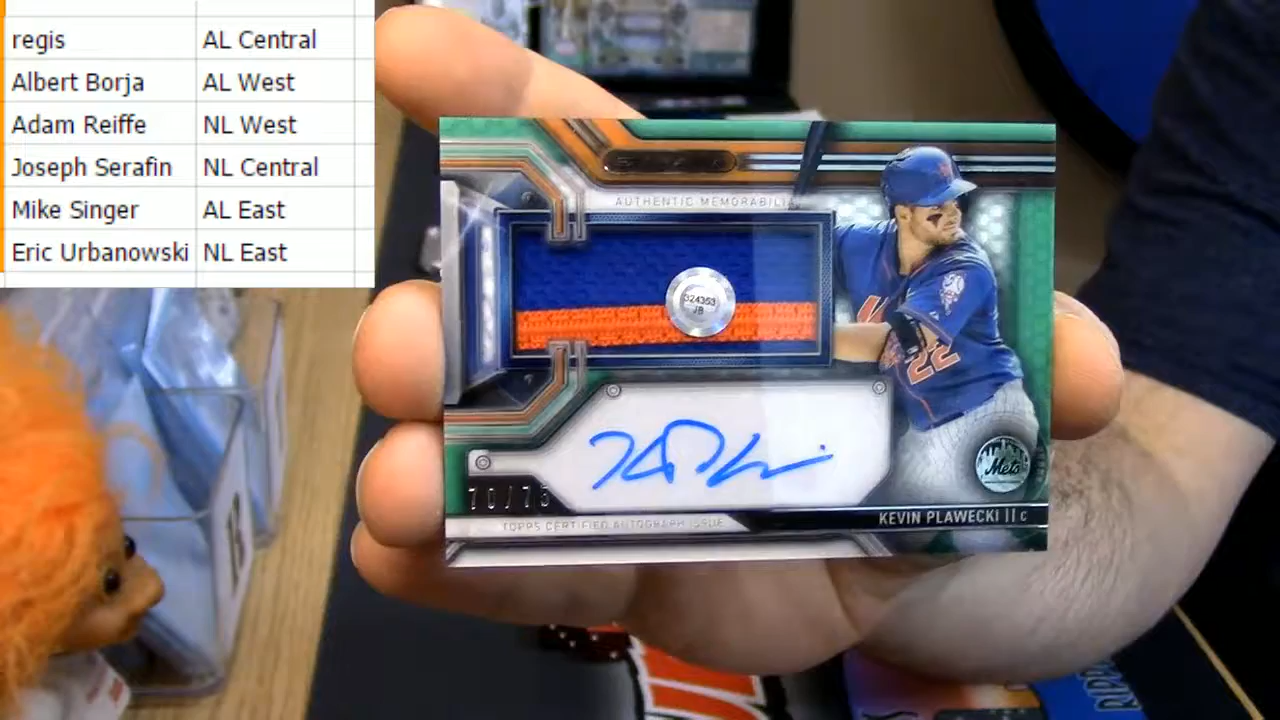 regis AL Central
Albert Borja AL West
Adam Reiffe NL West
Joseph Serafin NL Central
Mike Singer AL East
Eric Urbanowski NL East
AUTHENTIC MEMORABILIA
324353
JB
22
Mets
70/75
KEVIN PLAWECKI || C
TOPPS CERTIFIED AUTOGRAPH ISSUE